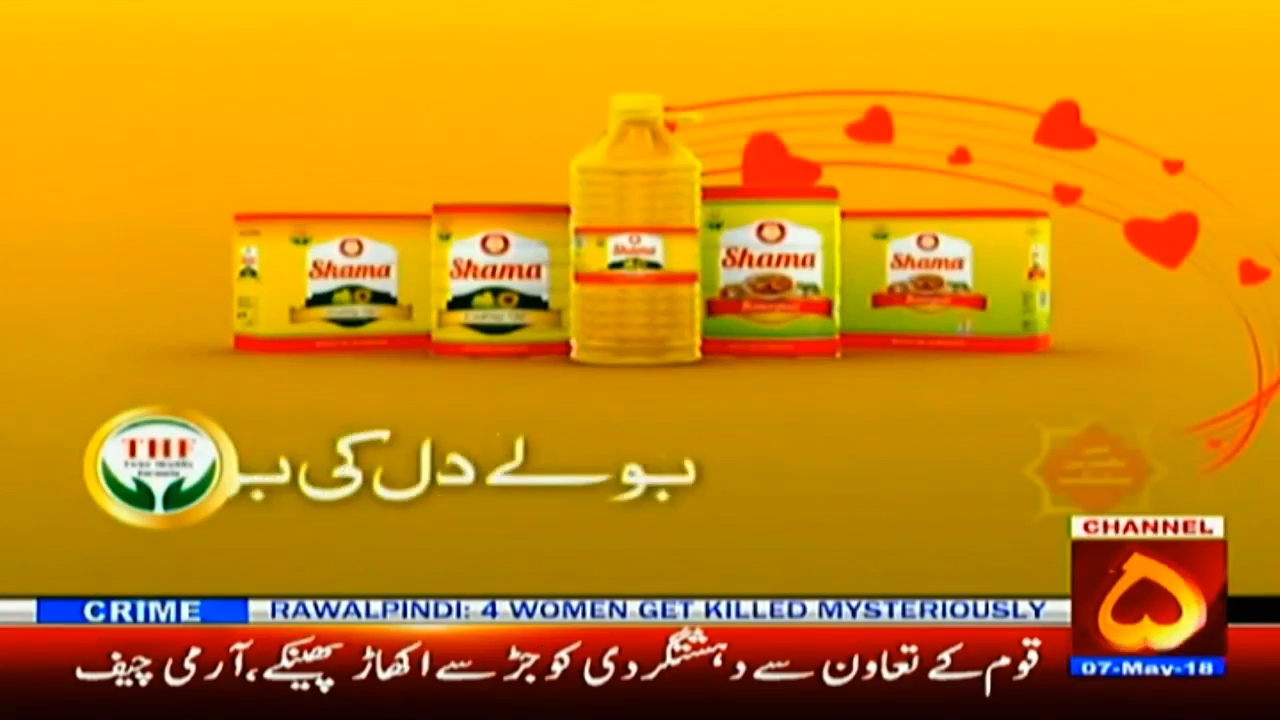 Shama
Shama
Shama
Shama
Shama
THF
بولے دل کی
CHANNEL
۵
CRIME
RAWALPINDI: 4 WOMEN GET KILLED MYSTERIOUSLY
قوم کے تعاون سے دہشتگردی کو جڑ سے اکھاڑ پھینکے، آرمی چیف
07-May-18